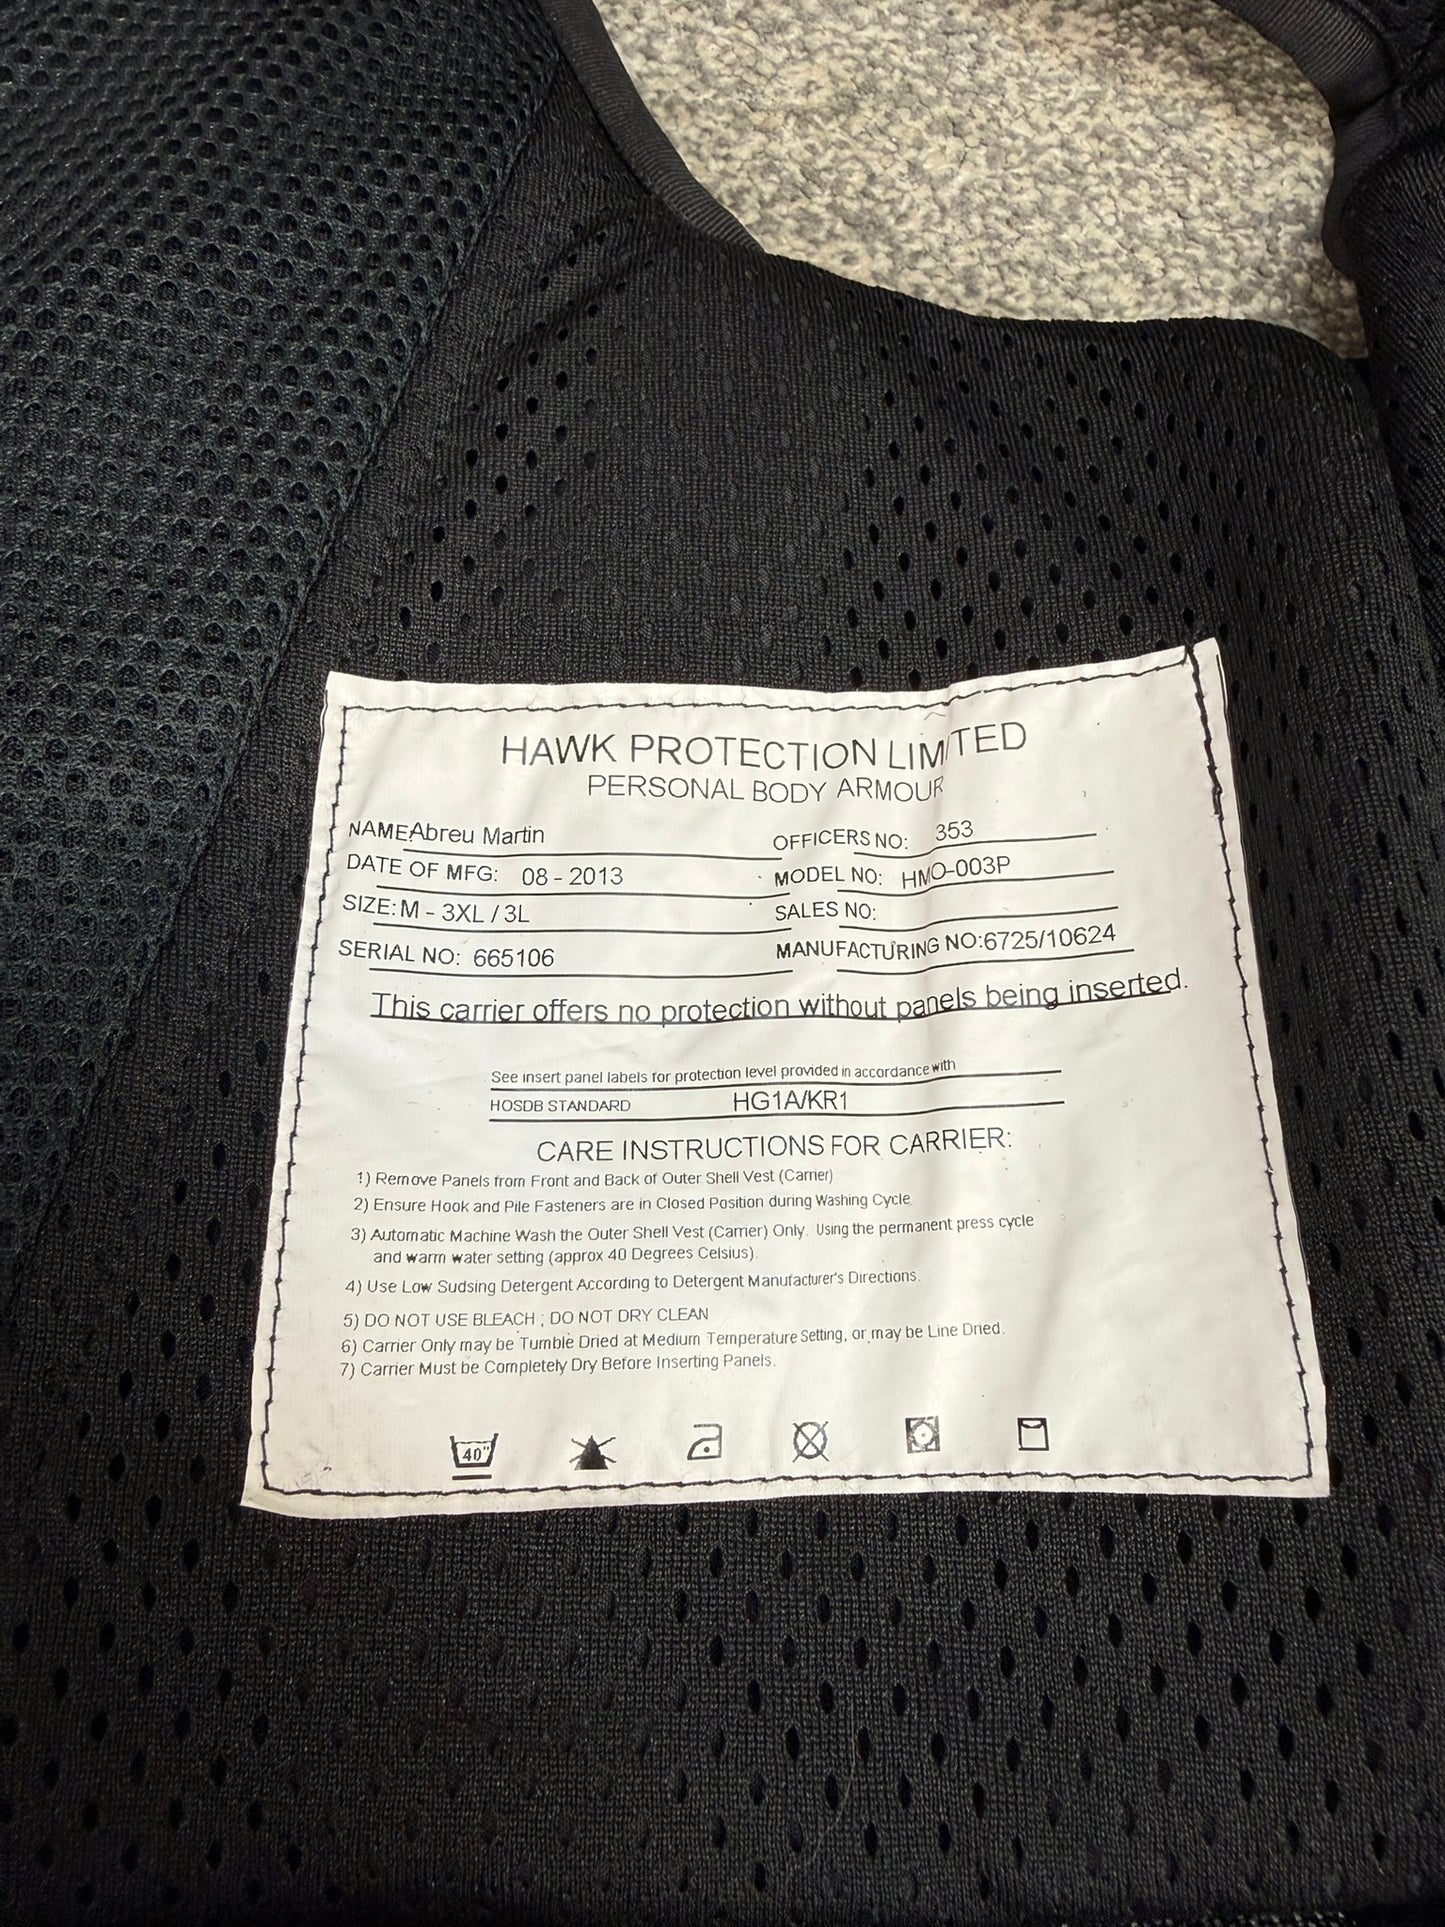 HAWK PROTECTION LIMITED
PERSONAL BODY ARMOUR
NAME: Abreu Martin OFFICERS NO: 353
DATE OF MFG: 08 - 2013 MODEL NO: HMO-003P
SIZE: M - 3XL / 3L SALES NO:
SERIAL NO: 665106 MANUFACTURING NO: 6725/10624
This carrier offers no protection without panels being inserted.
See insert panel labels for protection level provided in accordance with
HOSDB STANDARD HG1A/KR1
CARE INSTRUCTIONS FOR CARRIER:
1) Remove Panels from Front and Back of Outer Shell Vest (Carrier)
2) Ensure Hook and Pile Fasteners are in Closed Position during Washing Cycle
3) Automatic Machine Wash the Outer Shell Vest (Carrier) Only. Using the permanent press cycle
and warm water setting (approx 40 Degrees Celsius).
4) Use Low Sudsing Detergent According to Detergent Manufacturer's Directions.
5) DO NOT USE BLEACH ; DO NOT DRY CLEAN
6) Carrier Only may be Tumble Dried at Medium Temperature Setting, or may be Line Dried.
7) Carrier Must be Completely Dry Before Inserting Panels.
40°